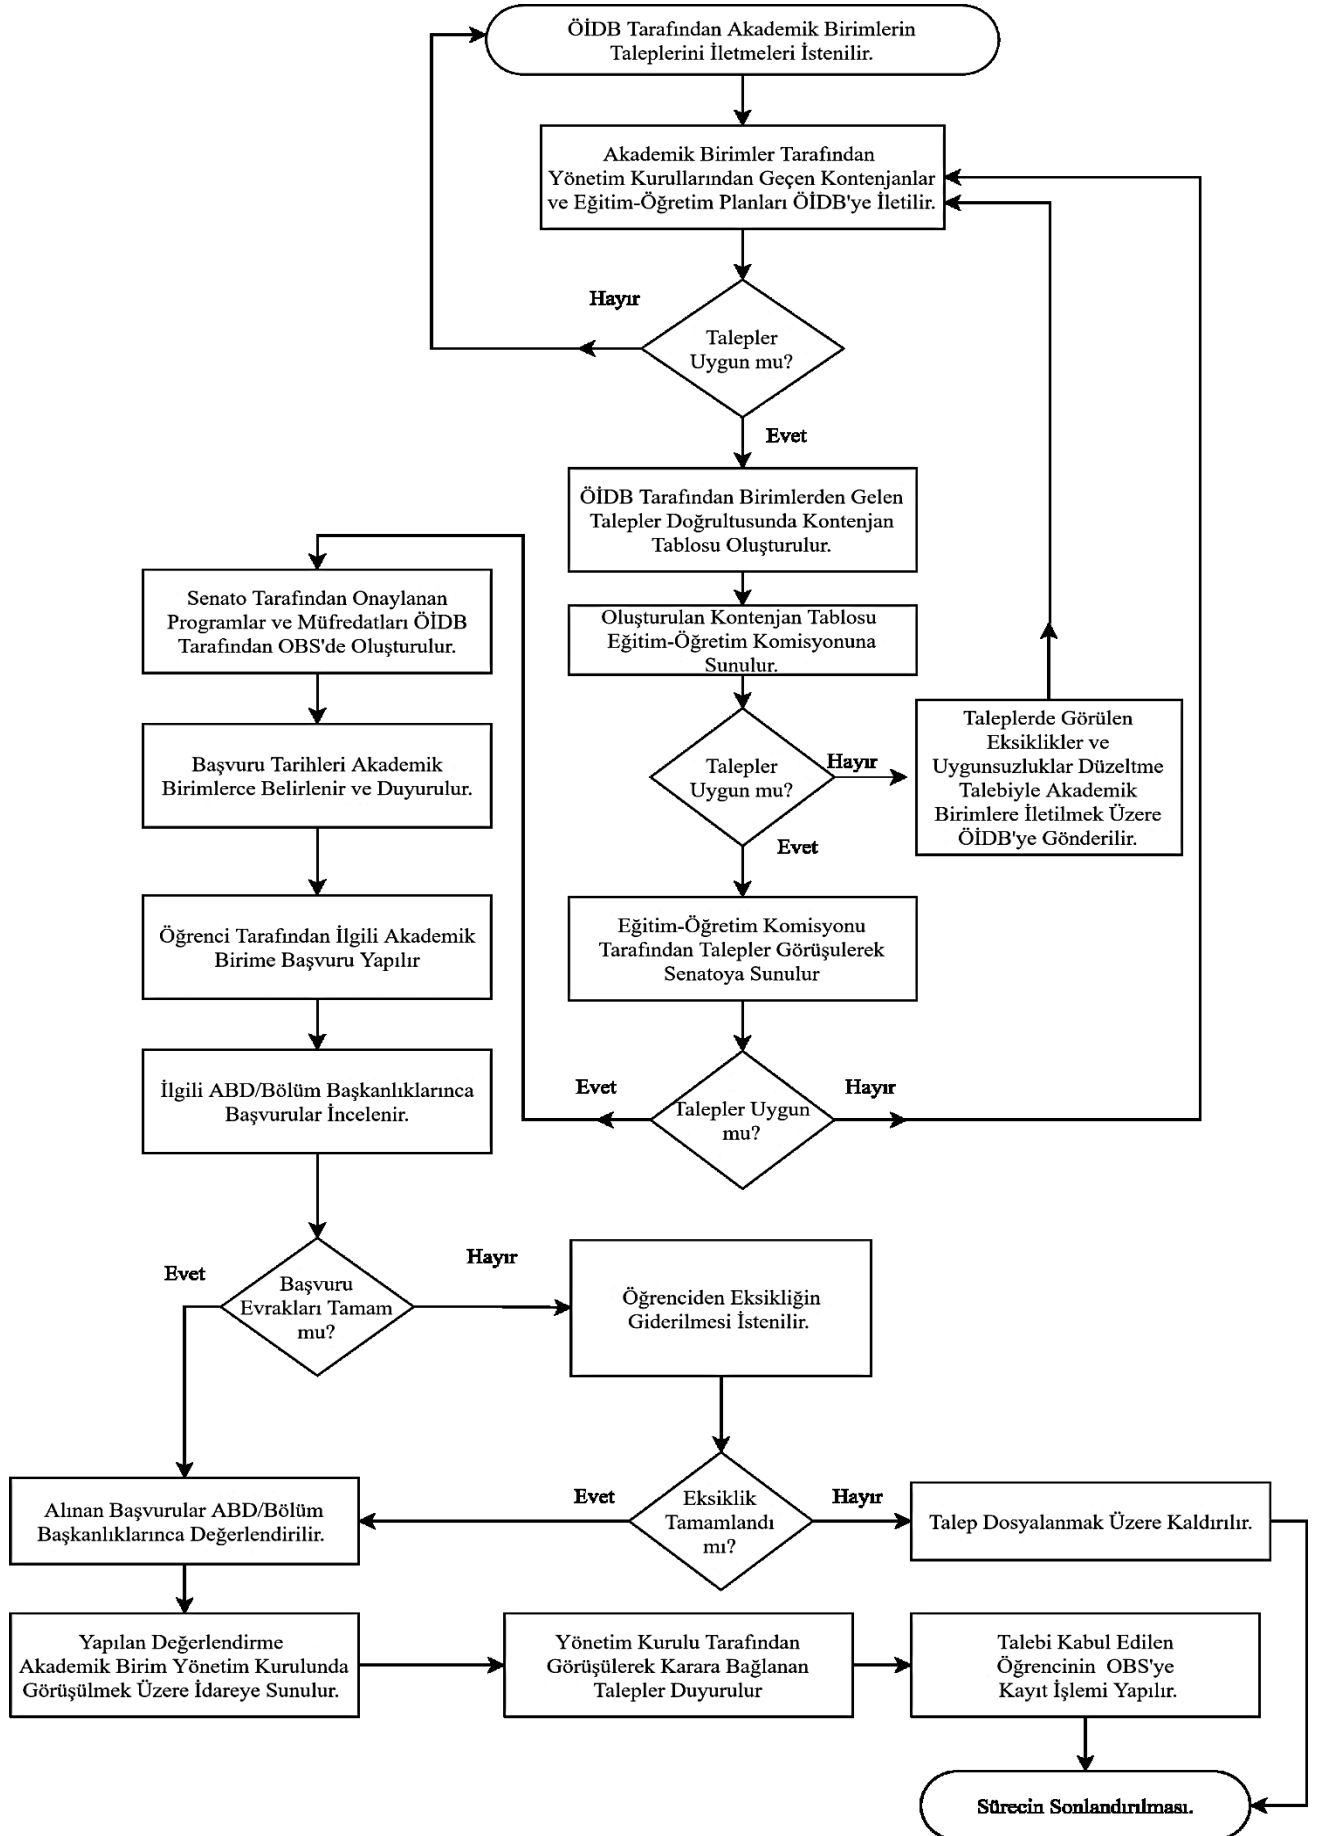 ÖİDB Tarafından Akademik Birimlerin
Taleplerini İletmeleri İstenilir.
Akademik Birimler Tarafından
Yönetim Kurullarından Geçen Kontenjanlar
ve Eğitim-Öğretim Planları ÖİDB'ye İletilir.
Hayır
Talepler
Uygun mu?
Evet
ÖİDB Tarafından Birimlerden Gelen
Talepler Doğrultusunda Kontenjan
Tablosu Oluşturulur.
Oluşturulan Kontenjan Tablosu
Eğitim-Öğretim Komisyonuna
Sunulur.
Talepler
Uygun mu?
Hayır
Taleplerde Görülen
Eksiklikler ve
Uygunsuzluklar Düzeltme
Talebiyle Akademik
Birimlere İletilmek Üzere
ÖİDB'ye Gönderilir.
Evet
Eğitim-Öğretim Komisyonu
Tarafından Talepler Görüşulerek
Senatoya Sunulur
Evet
Talepler Uygun
mu?
Hayır
Senato Tarafından Onaylanan
Programlar ve Müfredatları ÖİDB
Tarafından OBS'de Oluşturulur.
Başvuru Tarihleri Akademik
Birimlerce Belirlenir ve Duyurulur.
Öğrenci Tarafından İlgili Akademik
Birime Başvuru Yapılır
İlgili ABD/Bölüm Başkanlıklarınca
Başvurular İncelenir.
Evet
Başvuru
Evrakları Tamam
mu?
Hayır
Öğrenciden Eksikliğin
Giderilmesi İstenilir.
Evet
Eksiklik
Tamamlandı
mı?
Hayır
Talep Dosyalanmak Üzere Kaldırılır.
Alınan Başvurular ABD/Bölüm
Başkanlıklarınca Değerlendirilir.
Yapılan Değerlendirme
Akademik Birim Yönetim Kurulunda
Görüşülmek Üzere İdareye Sunulur.
Yönetim Kurulu Tarafından
Görüşülerek Karara Bağlanan
Talepler Duyurulur
Talebi Kabul Edilen
Öğrencinin OBS'ye
Kayıt İşlemi Yapılır.
Sürecin Sonlandırılması.